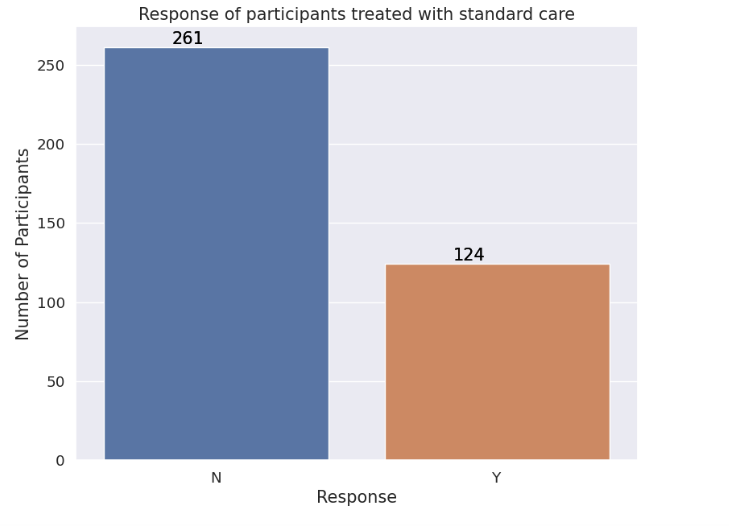 Response of participants treated with standard care
261
250
200
150
124
100
50
0
N
Y
Number of Participants
Response